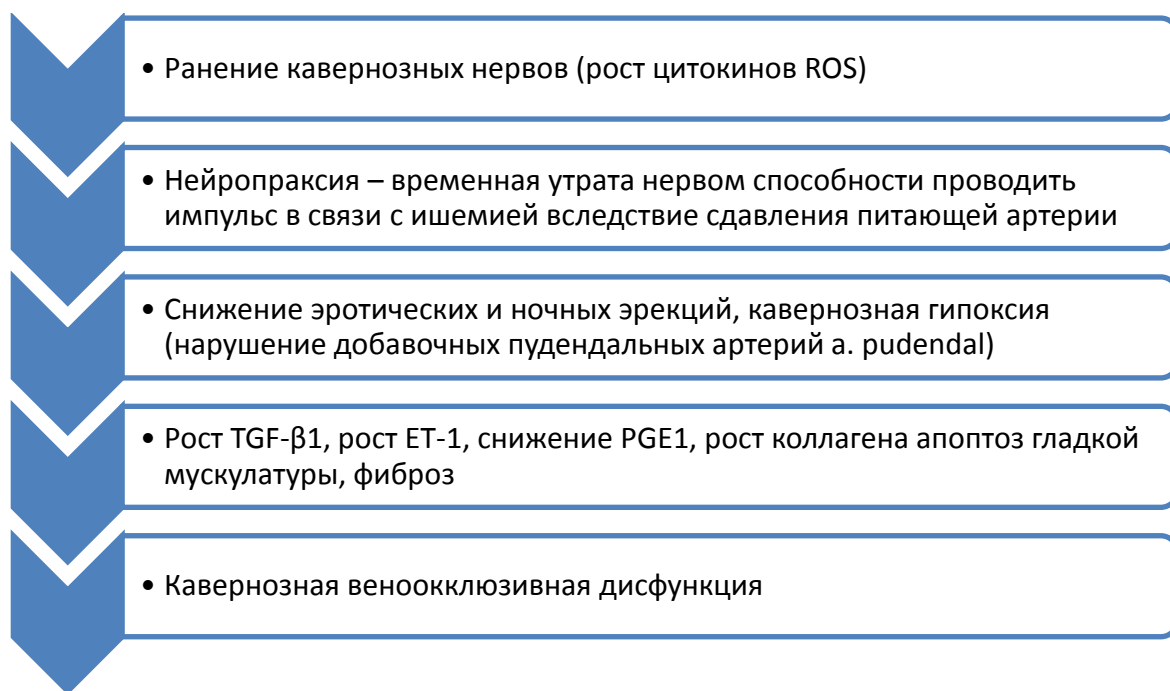 • Ранение кавернозных нервов (рост цитокинов ROS)
• Нейропраксия – временная утрата нервом способности проводить
импульс в связи с ишемией вследствие сдавления питающей артерии
• Снижение эротических и ночных эрекций, кавернозная гипоксия
(нарушение добавочных пудендальных артерий a. pudendal)
• Рост TGF-β1, рост ET-1, снижение PGE1, рост коллагена апоптоз гладкой
мускулатуры, фиброз
• Кавернозная веноокклюзивная дисфункция